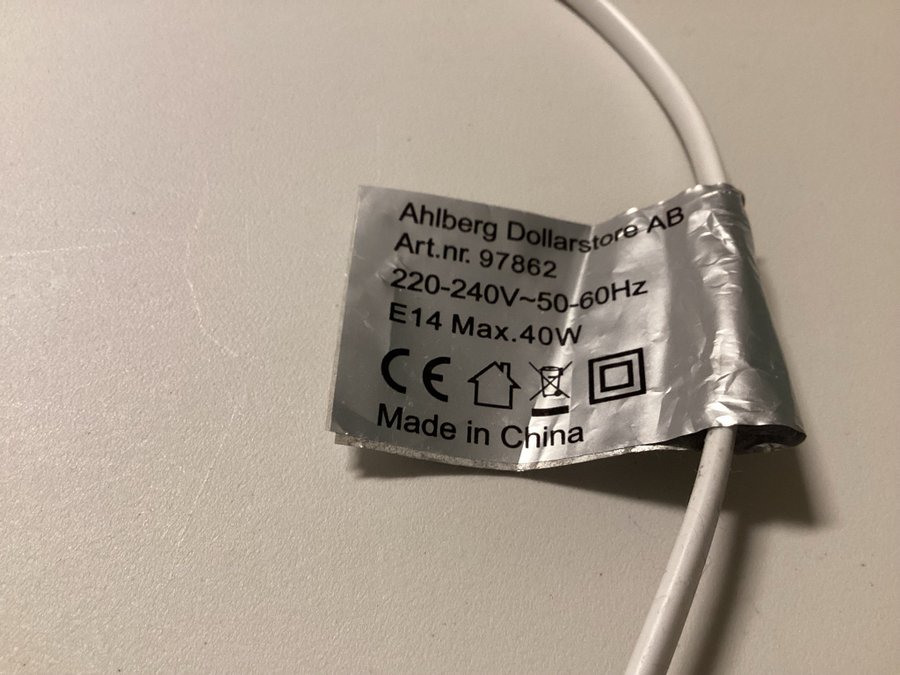 Ahlberg Dollarstore AB
Art.nr. 97862
220-240V~50-60Hz
E14 Max.40W
CE
Made in China